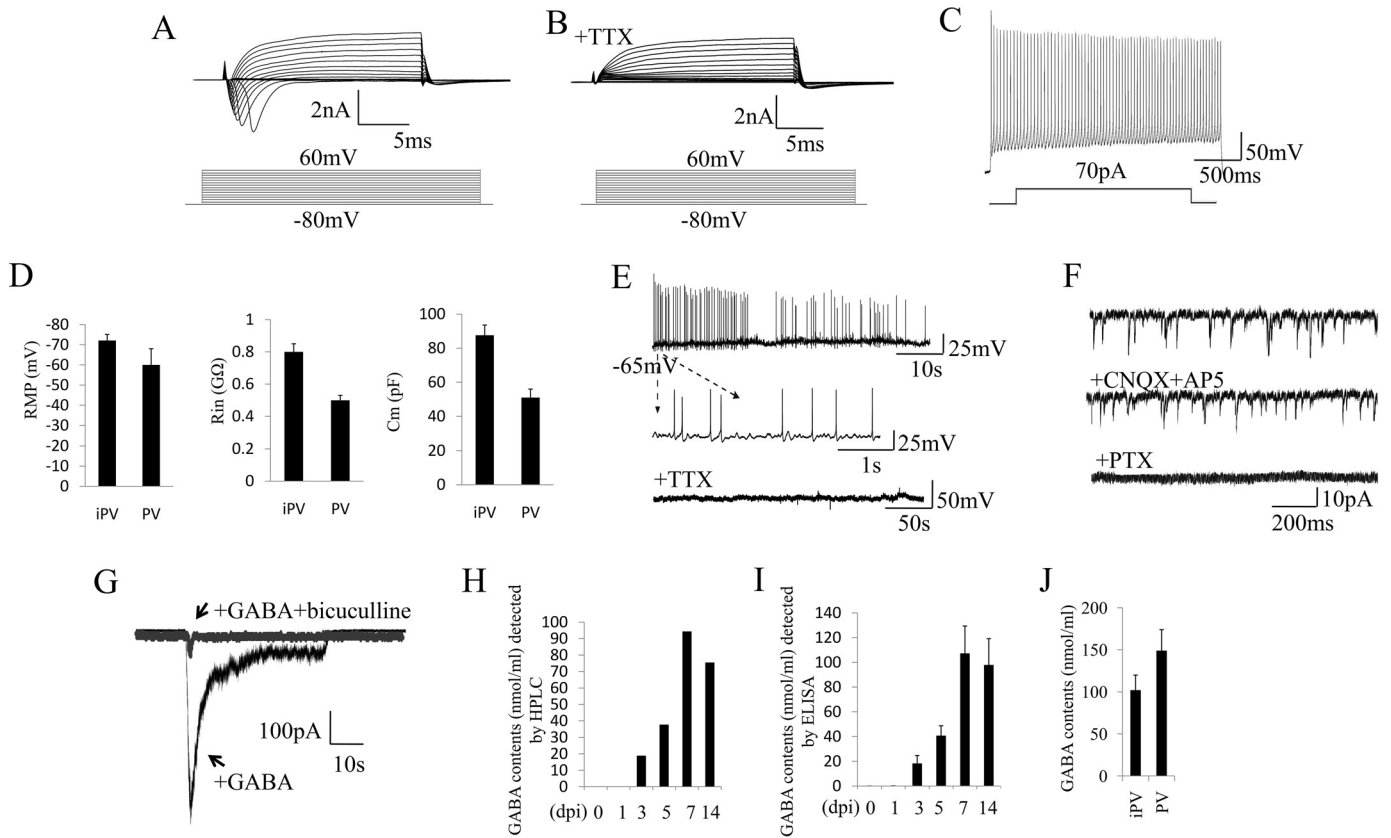 A
2nA
5ms
60mV
-80mV
B
+TTX
2nA
5ms
60mV
-80mV
C
50mV
500ms
70pA
D
RMP (mV)
-80
-70
-60
-50
-40
-30
-20
-10
0
iPV
PV
Rin (GΩ)
1
0.8
0.6
0.4
0.2
0
iPV
PV
Cm (pF)
100
80
60
40
20
0
iPV
PV
E
25mV
10s
-65mV
25mV
1s
+TTX
50mV
50s
F
+CNQX+AP5
+PTX
10pA
200ms
G
+GABA+bicuculline
100pA
10s
+GABA
H
GABA contents (nmol/ml) detected
by HPLC
100
90
80
70
60
50
40
30
20
10
0
(dpi) 0 1 3 5 7 14
I
GABA contents (nmol/ml) detected
by ELISA
140
120
100
80
60
40
20
0
(dpi) 0 1 3 5 7 14
J
GABA contents (nmol/ml)
200
150
100
50
0
iPV
PV